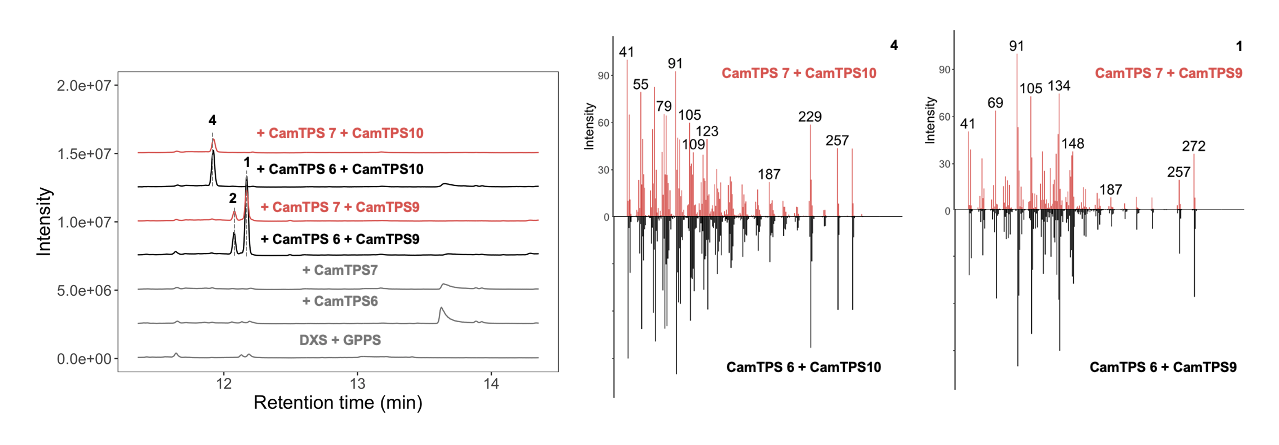 2.0e+07
1.5e+07
1.0e+07
5.0e+06
0.0e+00
Intensity
12
13
14
Retention time (min)
4
+ CamTPS 7 + CamTPS10
1
+ CamTPS 6 + CamTPS10
2
+ CamTPS 7 + CamTPS9
+ CamTPS 6 + CamTPS9
+ CamTPS7
+ CamTPS6
DXS + GPPS
4
CamTPS 7 + CamTPS10
Intensity
90
60
30
0
41
55
79
91
105
109
123
187
229
257
CamTPS 6 + CamTPS10
1
CamTPS 7 + CamTPS9
Intensity
90
60
30
0
41
69
91
105
134
148
187
257
272
CamTPS 6 + CamTPS9